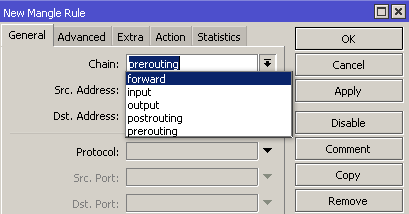 New Mangle Rule
General Advanced Extra Action Statistics
OK
Chain: prerouting
Cancel
forward
Src. Address: input
Apply
output
Dst. Address: postrouting
Disable
prerouting
Protocol:
Comment
Src. Port:
Copy
Dst. Port:
Remove